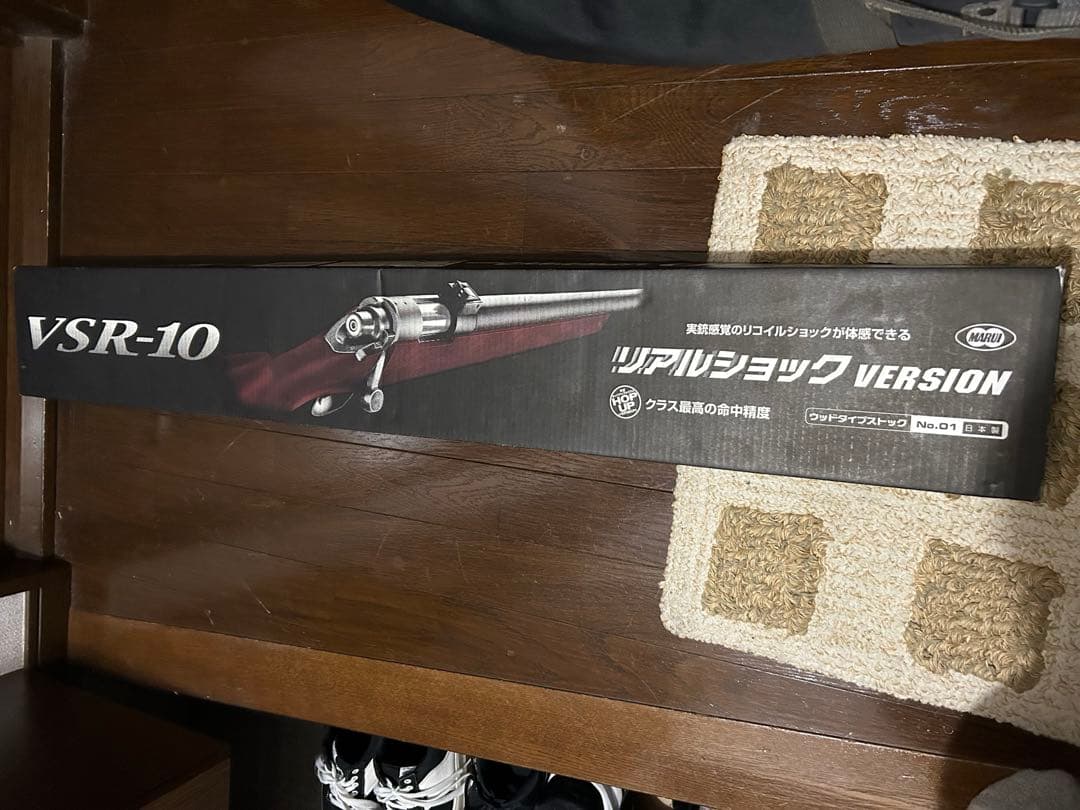 VSR-10
実銃感覚のリコイルショックが体感できる
MARUI
リアルショック VERSION
HOP UP
クラス最高の命中精度
ウッドタイプストック No.01 日本製